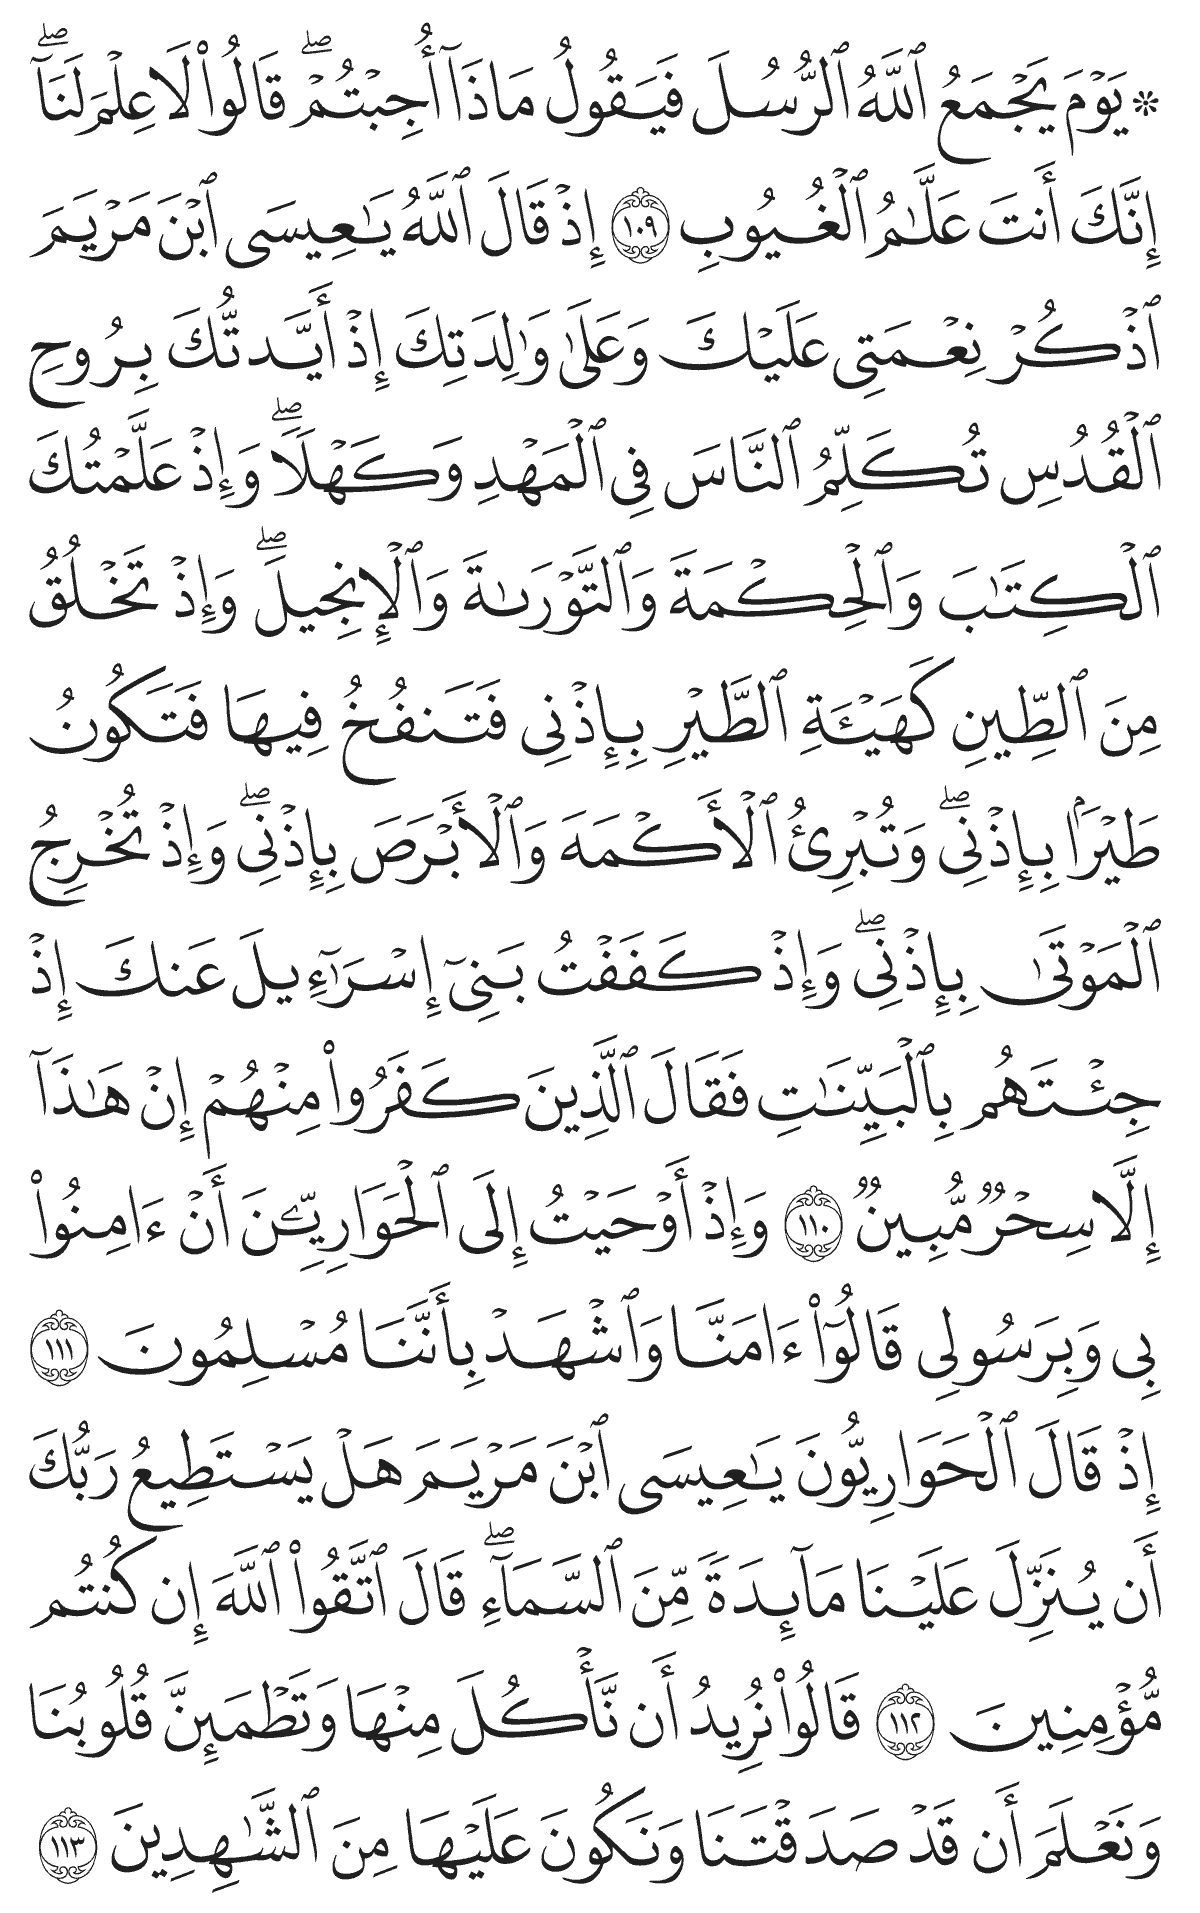 ۞ يَوۡمَ يَجۡمَعُ ٱللَّهُ ٱلرُّسُلَ فَيَقُولُ مَاذَآ أُجِبۡتُمۡۖ قَالُواْ لَا عِلۡمَ لَنَآۖ
إِنَّكَ أَنتَ عَلَّٰمُ ٱلۡغُيُوبِ ١٠٩ إِذۡ قَالَ ٱللَّهُ يَٰعِيسَى ٱبۡنَ مَرۡيَمَ
ٱذۡكُرۡ نِعۡمَتِي عَلَيۡكَ وَعَلَىٰ وَٰلِدَتِكَ إِذۡ أَيَّدتُّكَ بِرُوحِ
ٱلۡقُدُسِ تُكَلِّمُ ٱلنَّاسَ فِي ٱلۡمَهۡدِ وَكَهۡلٗاۖ وَإِذۡ عَلَّمۡتُكَ
ٱلۡكِتَٰبَ وَٱلۡحِكۡمَةَ وَٱلتَّوۡرَىٰةَ وَٱلۡإِنجِيلَۖ وَإِذۡ تَخۡلُقُ
مِنَ ٱلطِّينِ كَهَيۡـَٔةِ ٱلطَّيۡرِ بِإِذۡنِي فَتَنفُخُ فِيهَا فَتَكُونُ
طَيۡرَۢا بِإِذۡنِيۖ وَتُبۡرِئُ ٱلۡأَكۡمَهَ وَٱلۡأَبۡرَصَ بِإِذۡنِيۖ وَإِذۡ تُخۡرِجُ
ٱلۡمَوۡتَىٰ بِإِذۡنِيۖ وَإِذۡ كَفَفۡتُ بَنِيٓ إِسۡرَٰٓءِيلَ عَنكَ إِذۡ
جِئۡتَهُم بِٱلۡبَيِّنَٰتِ فَقَالَ ٱلَّذِينَ كَفَرُواْ مِنۡهُمۡ إِنۡ هَٰذَآ
إِلَّا سِحۡرٞ مُّبِينٞ ١١٠ وَإِذۡ أَوۡحَيۡتُ إِلَى ٱلۡحَوَارِيِّـۧنَ أَنۡ ءَامِنُواْ
بِي وَبِرَسُولِي قَالُوٓاْ ءَامَنَّا وَٱشۡهَدۡ بِأَنَّنَا مُسۡلِمُونَ ١١١
إِذۡ قَالَ ٱلۡحَوَارِيُّونَ يَٰعِيسَى ٱبۡنَ مَرۡيَمَ هَلۡ يَسۡتَطِيعُ رَبُّكَ
أَن يُنَزِّلَ عَلَيۡنَا مَآئِدَةٗ مِّنَ ٱلسَّمَآءِۖ قَالَ ٱتَّقُواْ ٱللَّهَ إِن كُنتُم
مُّؤۡمِنِينَ ١١٢ قَالُواْ نُرِيدُ أَن نَّأۡكُلَ مِنۡهَا وَتَطۡمَئِنَّ قُلُوبُنَا
وَنَعۡلَمَ أَن قَدۡ صَدَقۡتَنَا وَنَكُونَ عَلَيۡهَا مِنَ ٱلشَّٰهِدِينَ ١١٣